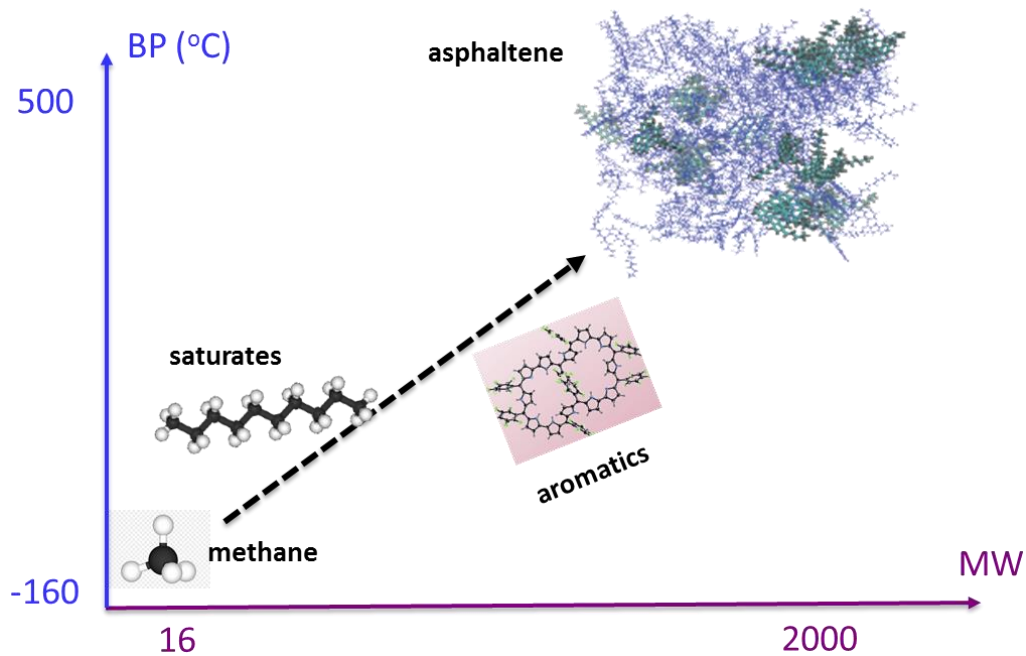 BP (°C)
asphaltene
500
saturates
aromatics
methane
MW
-160
16
2000